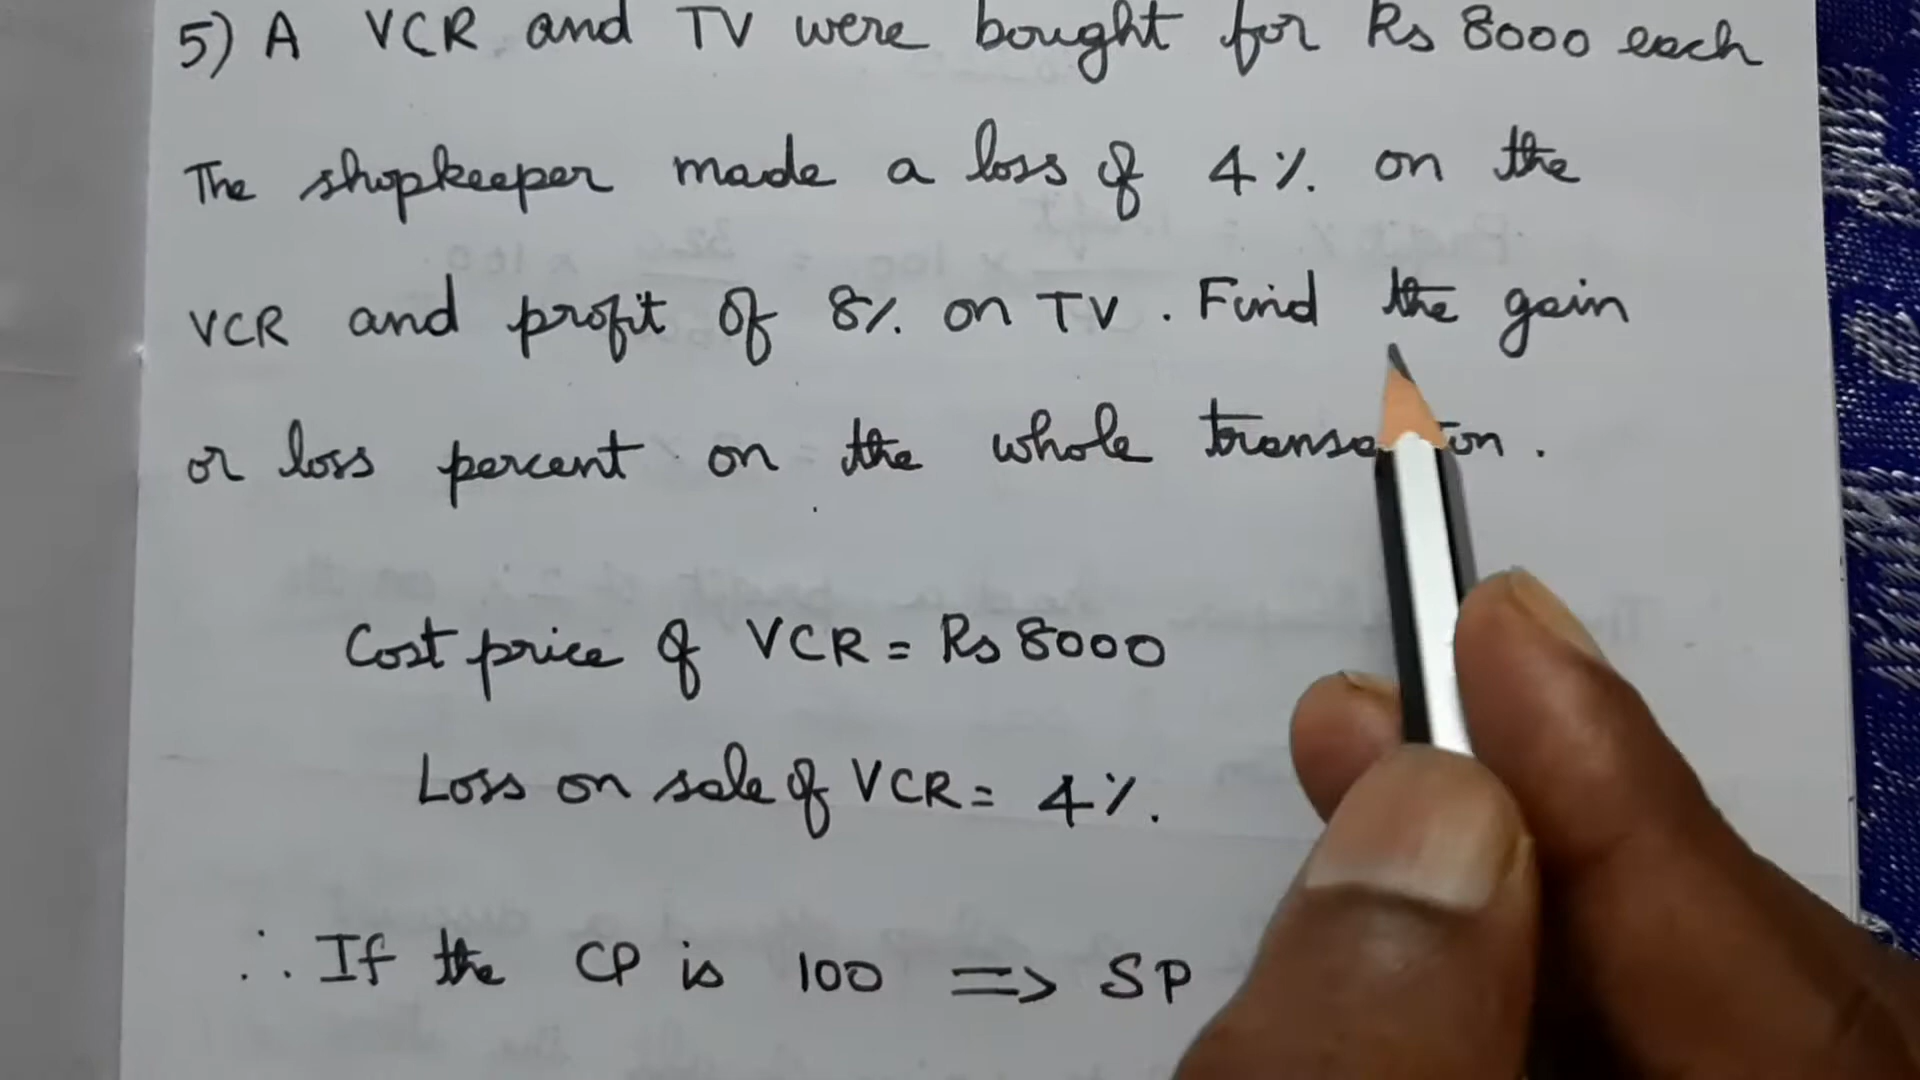 5) A VCR and TV were bought for Rs 8000 each
The shopkeeper made a loss of 4% on the
VCR and profit of 8% on TV. Find the gain
or loss percent on the whole
Cost price of VCR = Rs 8000
Loss on sale of VCR = 4%.
∴ If the CP is 100 => SP